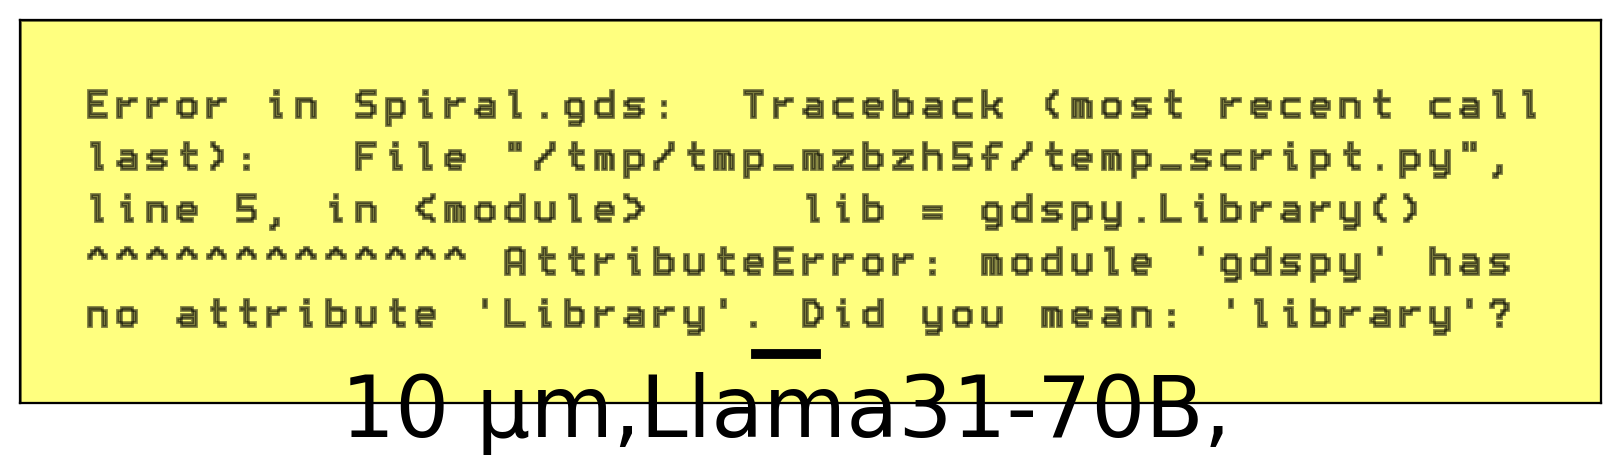 Error in Spiral.gds:  Traceback (most recent call
last):   File "/tmp/tmp_mzbzh5f/temp_script.py",
line 5, in <module>     lib = gdspy.Library()
^^^^^^^^^^^^^ AttributeError: module 'gdspy' has
no attribute 'Library'. Did you mean: 'library'?
10 μm,Llama31-70B,